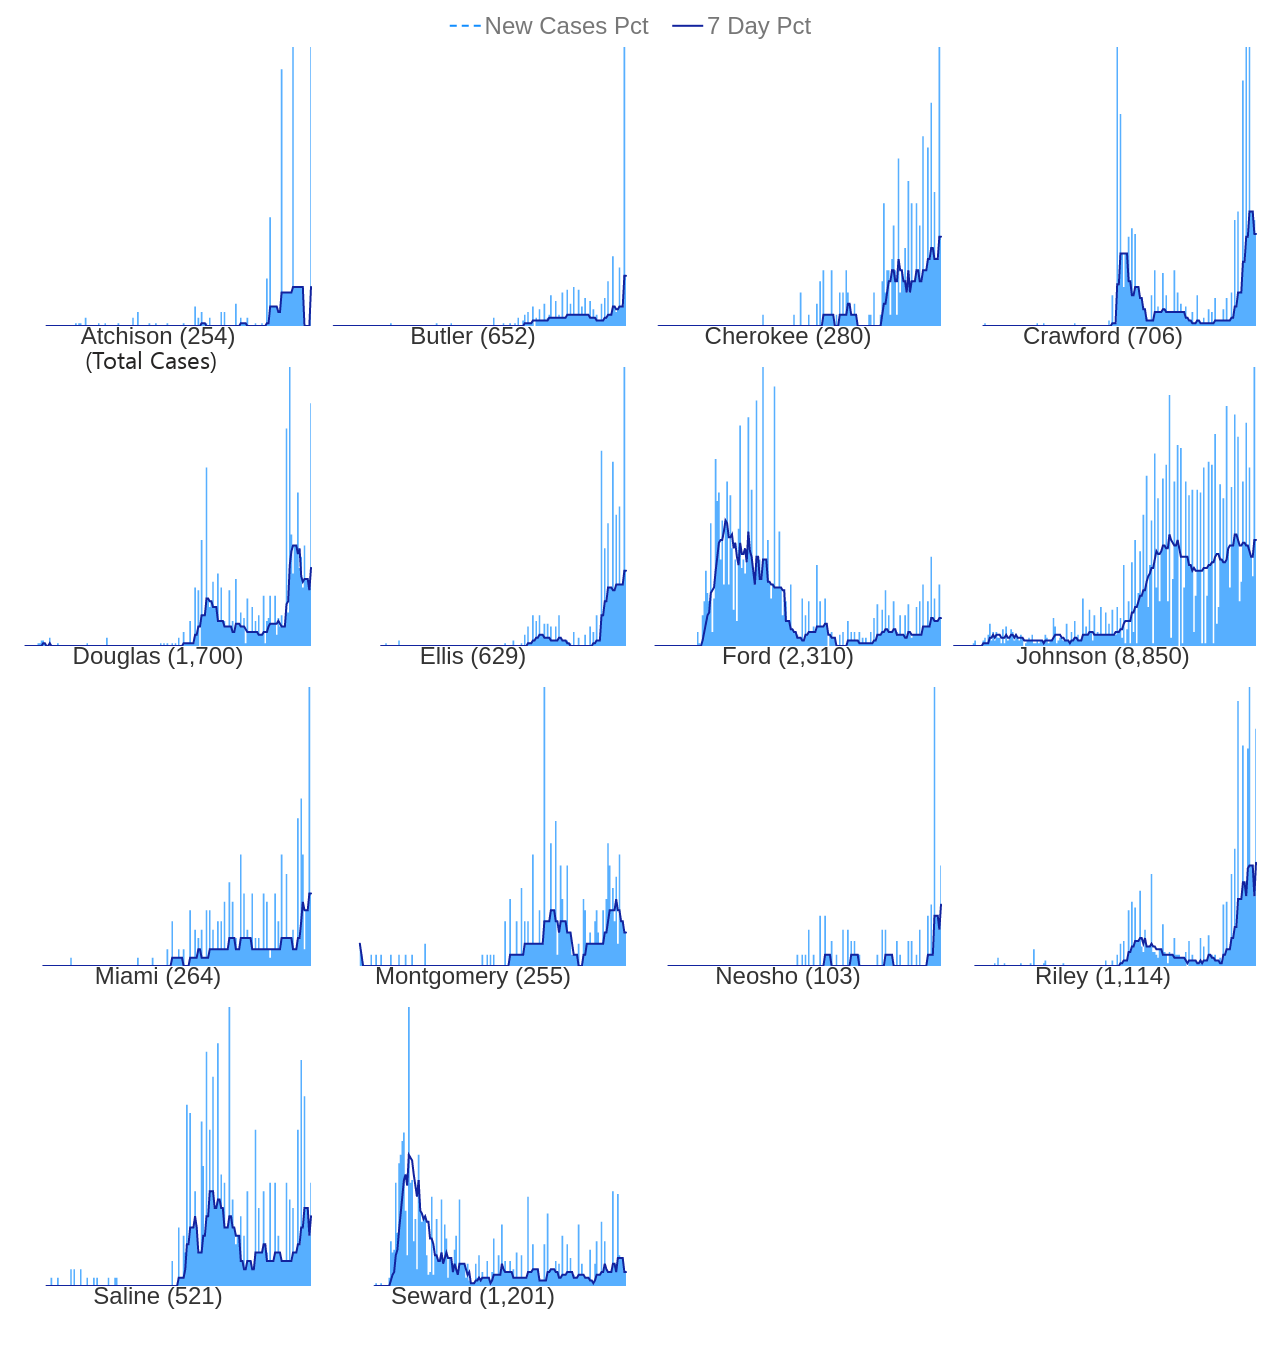 New Cases Pct 7 Day Pct
Atchison (254) Butler (652) Cherokee (280) Crawford (706)
(Total Cases)
Douglas (1,700) Ellis (629) Ford (2,310) Johnson (8,850)
Miami (264) Montgomery (255) Neosho (103) Riley (1,114)
Saline (521) Seward (1,201)